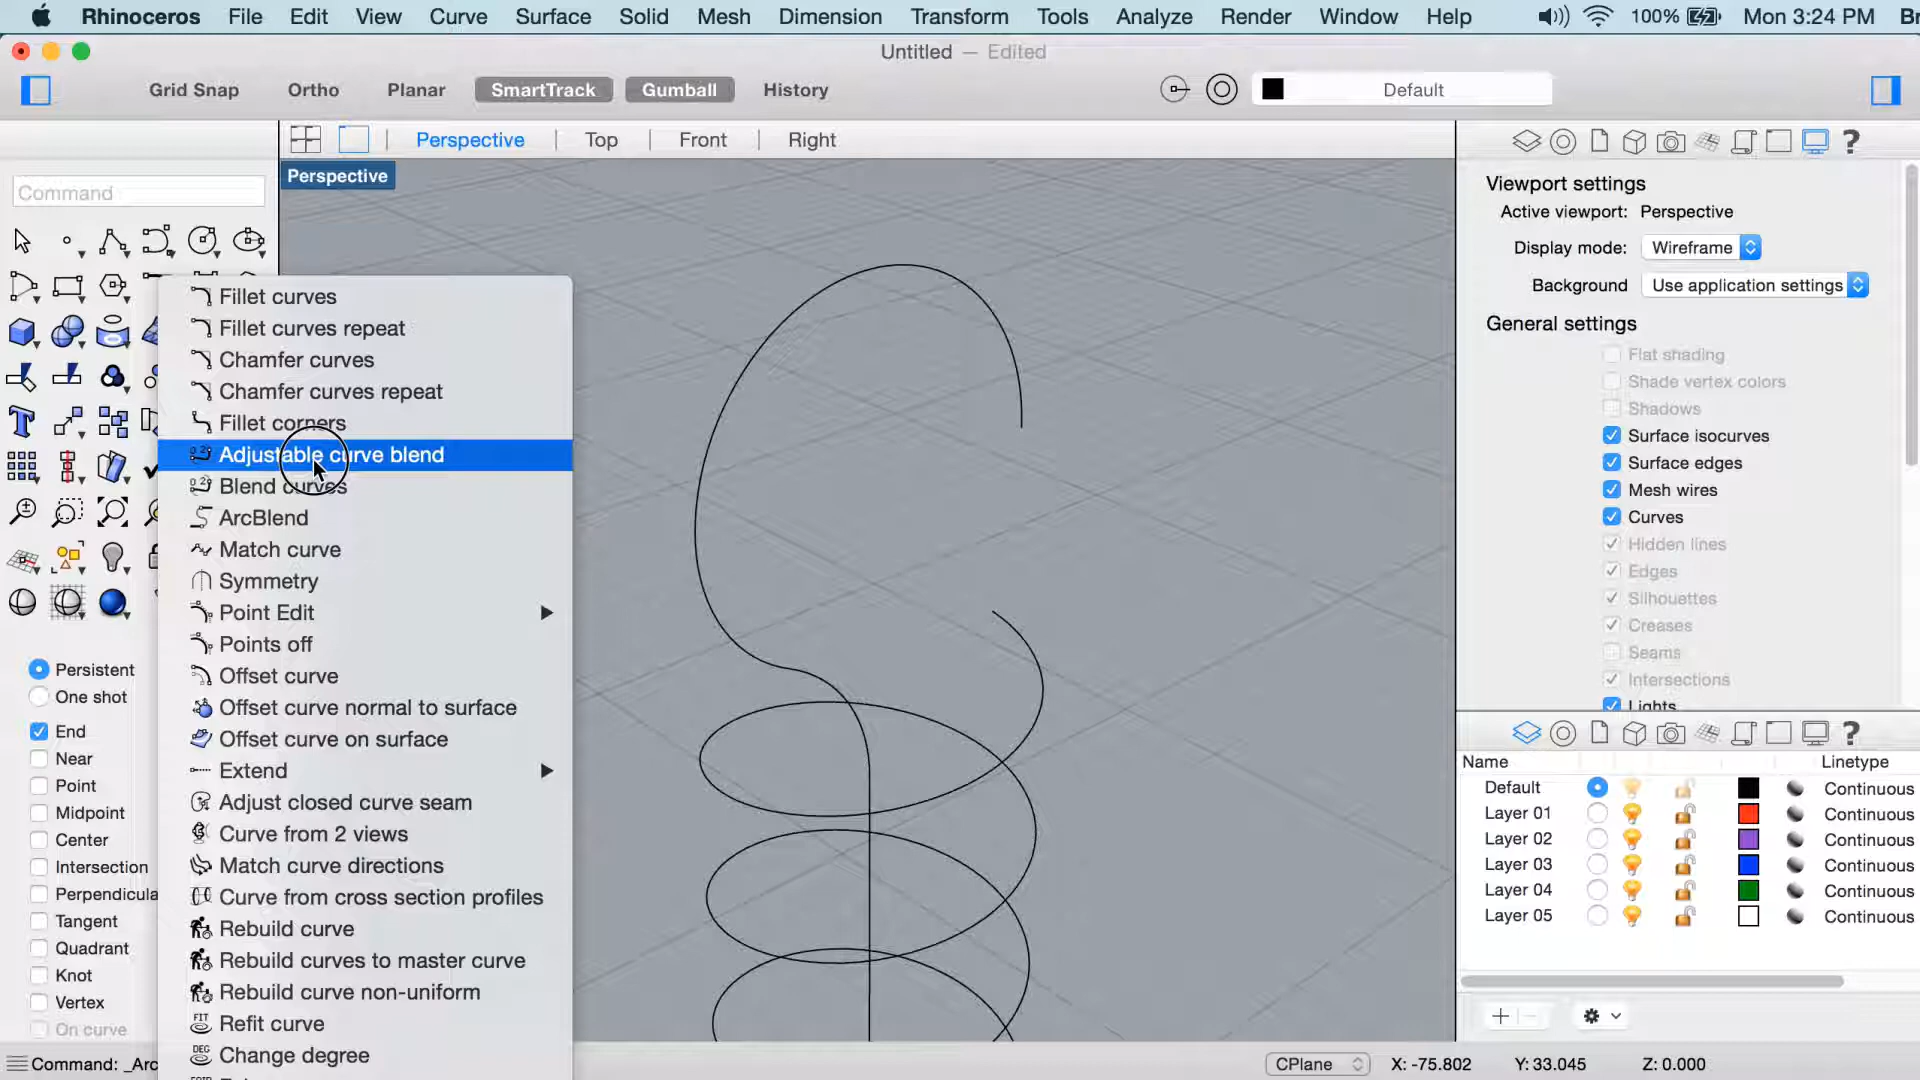 Rhinoceros File Edit View Curve Surface Solid Mesh Dimension Transform Tools Analyze Render Window Help 100% Mon 3:24 PM Br
Untitled — Edited
Grid Snap Ortho Planar SmartTrack Gumball History Default
Perspective Top Front Right
Perspective
Command
Fillet curves
Fillet curves repeat
Chamfer curves
Chamfer curves repeat
Fillet corners
Adjustable curve blend
Blend curves
ArcBlend
Match curve
Symmetry
Point Edit
Points off
Offset curve
Offset curve normal to surface
Offset curve on surface
Extend
Adjust closed curve seam
Curve from 2 views
Match curve directions
Curve from cross section profiles
Rebuild curve
Rebuild curves to master curve
Rebuild curve non-uniform
FIT Refit curve
DEG Change degree
Persistent
One shot
End
Near
Point
Midpoint
Center
Intersection
Perpendicula
Tangent
Quadrant
Knot
Vertex
On curve
Viewport settings
Active viewport: Perspective
Display mode: Wireframe
Background Use application settings
General settings
Flat shading
Shade vertex colors
Shadows
Surface isocurves
Surface edges
Mesh wires
Curves
Hidden lines
Edges
Silhouettes
Creases
Seams
Intersections
Lights
Name Linetype
Default Continuous
Layer 01 Continuous
Layer 02 Continuous
Layer 03 Continuous
Layer 04 Continuous
Layer 05 Continuous
Command: _Arc CPlane X: -75.802 Y: 33.045 Z: 0.000